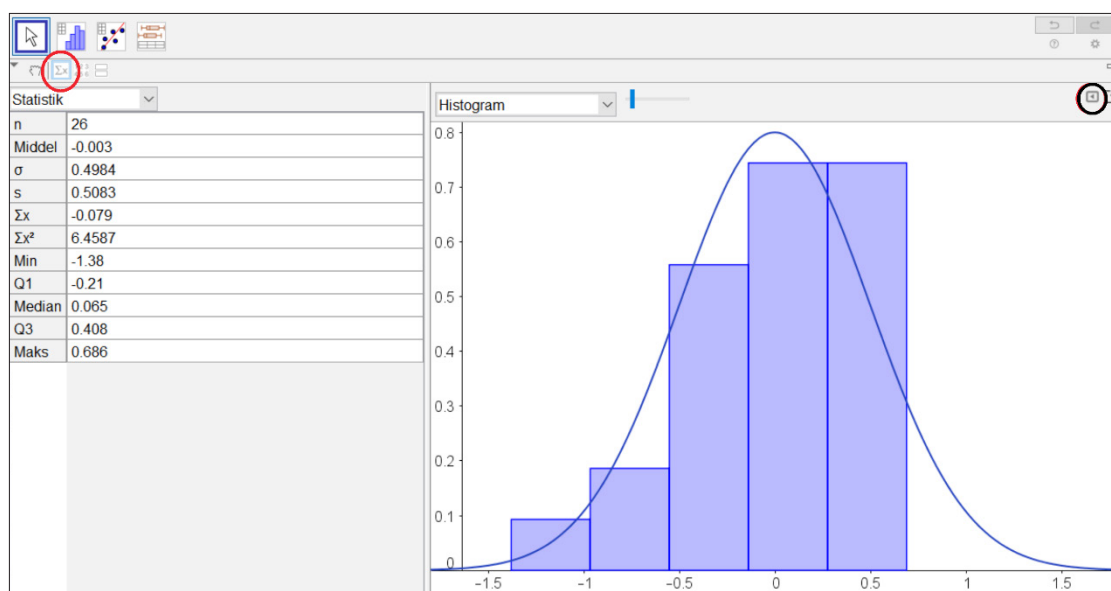 Σx
Statistik
n 26
Middel -0.003
σ 0.4984
s 0.5083
Σx -0.079
Σx² 6.4587
Min -1.38
Q1 -0.21
Median 0.065
Q3 0.408
Maks 0.686
Histogram
0.8
0.7
0.6
0.5
0.4
0.3
0.2
0.1
0
-1.5 -1 -0.5 0 0.5 1 1.5